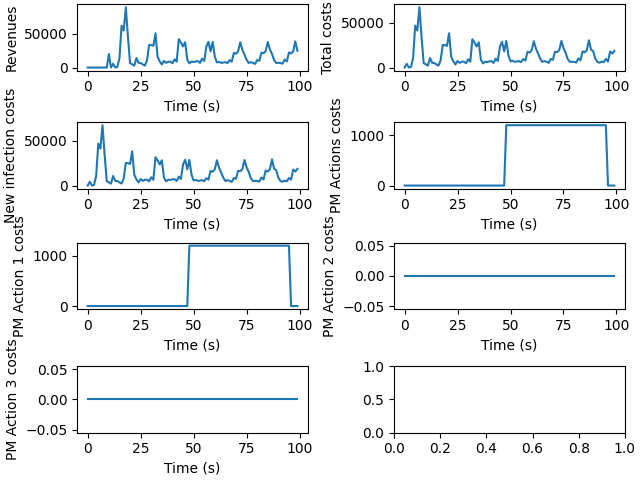 Revenues
50000
0
0 25 50 75 100
Time (s)
Total costs
50000
0
0 25 50 75 100
Time (s)
New infection costs
50000
0
0 25 50 75 100
Time (s)
PM Actions costs
1000
0
0 25 50 75 100
Time (s)
PM Action 1 costs
1000
0
0 25 50 75 100
Time (s)
PM Action 2 costs
0.05
0.00
−0.05
0 25 50 75 100
Time (s)
PM Action 3 costs
0.05
0.00
−0.05
0 25 50 75 100
Time (s)
1.0
0.5
0.0
0.0 0.2 0.4 0.6 0.8 1.0